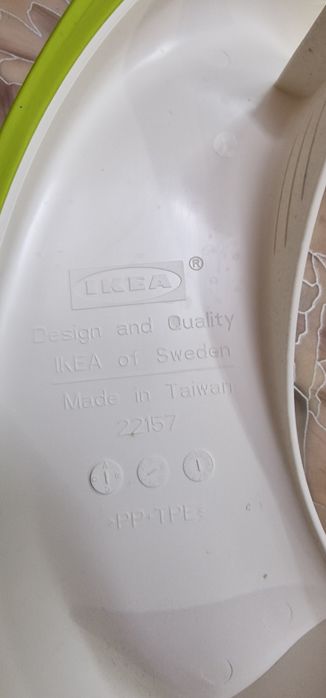 IKEA®
Design and Quality
IKEA of Sweden
Made in Taiwan
22157
>PP+TPE<